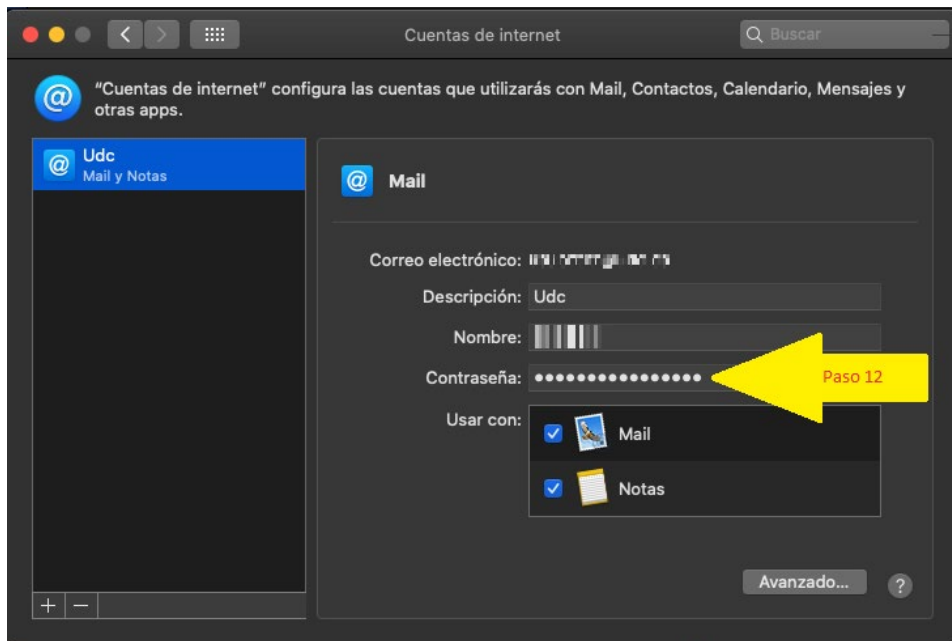 Cuentas de internet
Buscar
“Cuentas de internet” configura las cuentas que utilizarás con Mail, Contactos, Calendario, Mensajes y
otras apps.
Udc
Mail y Notas
Mail
Correo electrónico:
Descripción: Udc
Nombre:
Contraseña: ••••••••••••••••
Paso 12
Usar con:
Mail
Notas
Avanzado...
?